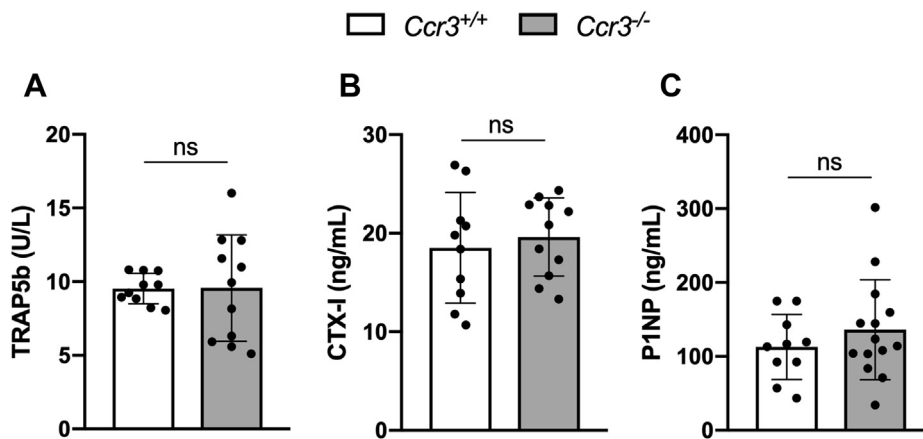 Ccr3+/+ Ccr3-/-
A
B
C
ns
ns
ns
TRAP5b (U/L)
20
15
10
5
0
CTX-I (ng/mL)
30
20
10
0
P1NP (ng/mL)
400
300
200
100
0